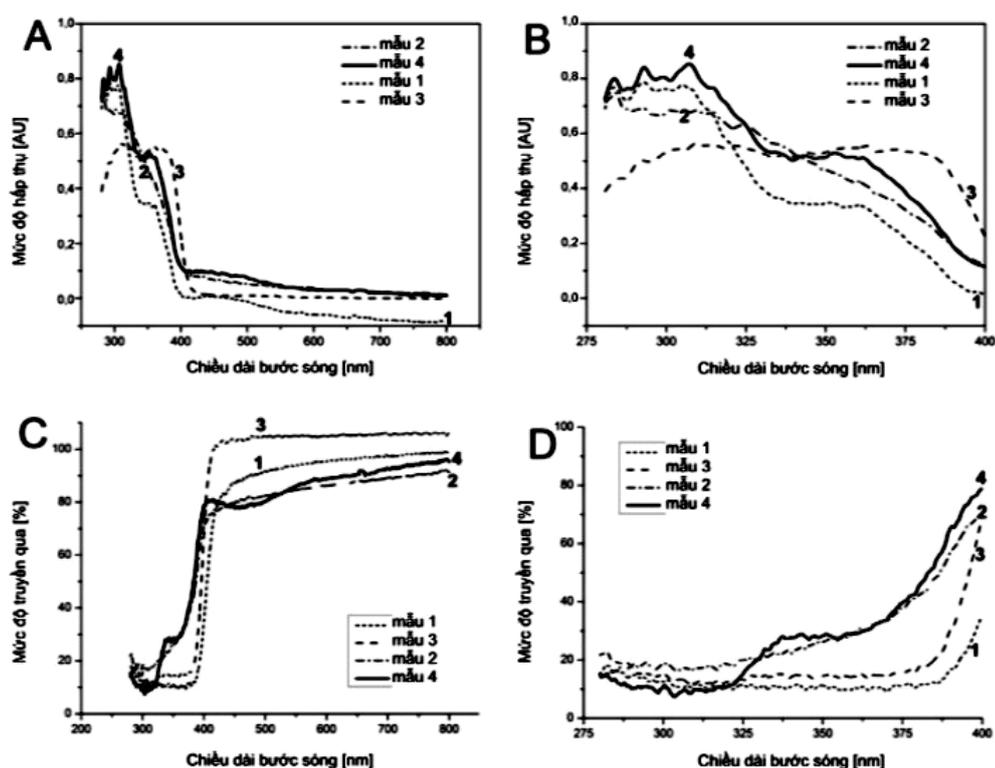 A
mẫu 2
mẫu 4
mẫu 1
mẫu 3
4
2
3
1
Mức độ hấp thụ [AU]
1,0
0,8
0,6
0,4
0,2
0,0
300
400
500
600
700
800
Chiều dài bước sóng [nm]
B
mẫu 2
mẫu 4
mẫu 1
mẫu 3
4
2
3
1
Mức độ hấp thụ [AU]
1,0
0,8
0,6
0,4
0,2
0,0
275
300
325
350
375
400
Chiều dài bước sóng [nm]
C
3
1
4
2
mẫu 1
mẫu 3
mẫu 2
mẫu 4
Mức độ truyền qua [%]
100
80
60
40
20
0
200
300
400
500
600
700
800
Chiều dài bước sóng [nm]
D
mẫu 1
mẫu 3
mẫu 2
mẫu 4
4
2
3
1
Mức độ truyền qua [%]
100
80
60
40
20
0
275
300
325
350
375
400
Chiều dài bước sóng [nm]